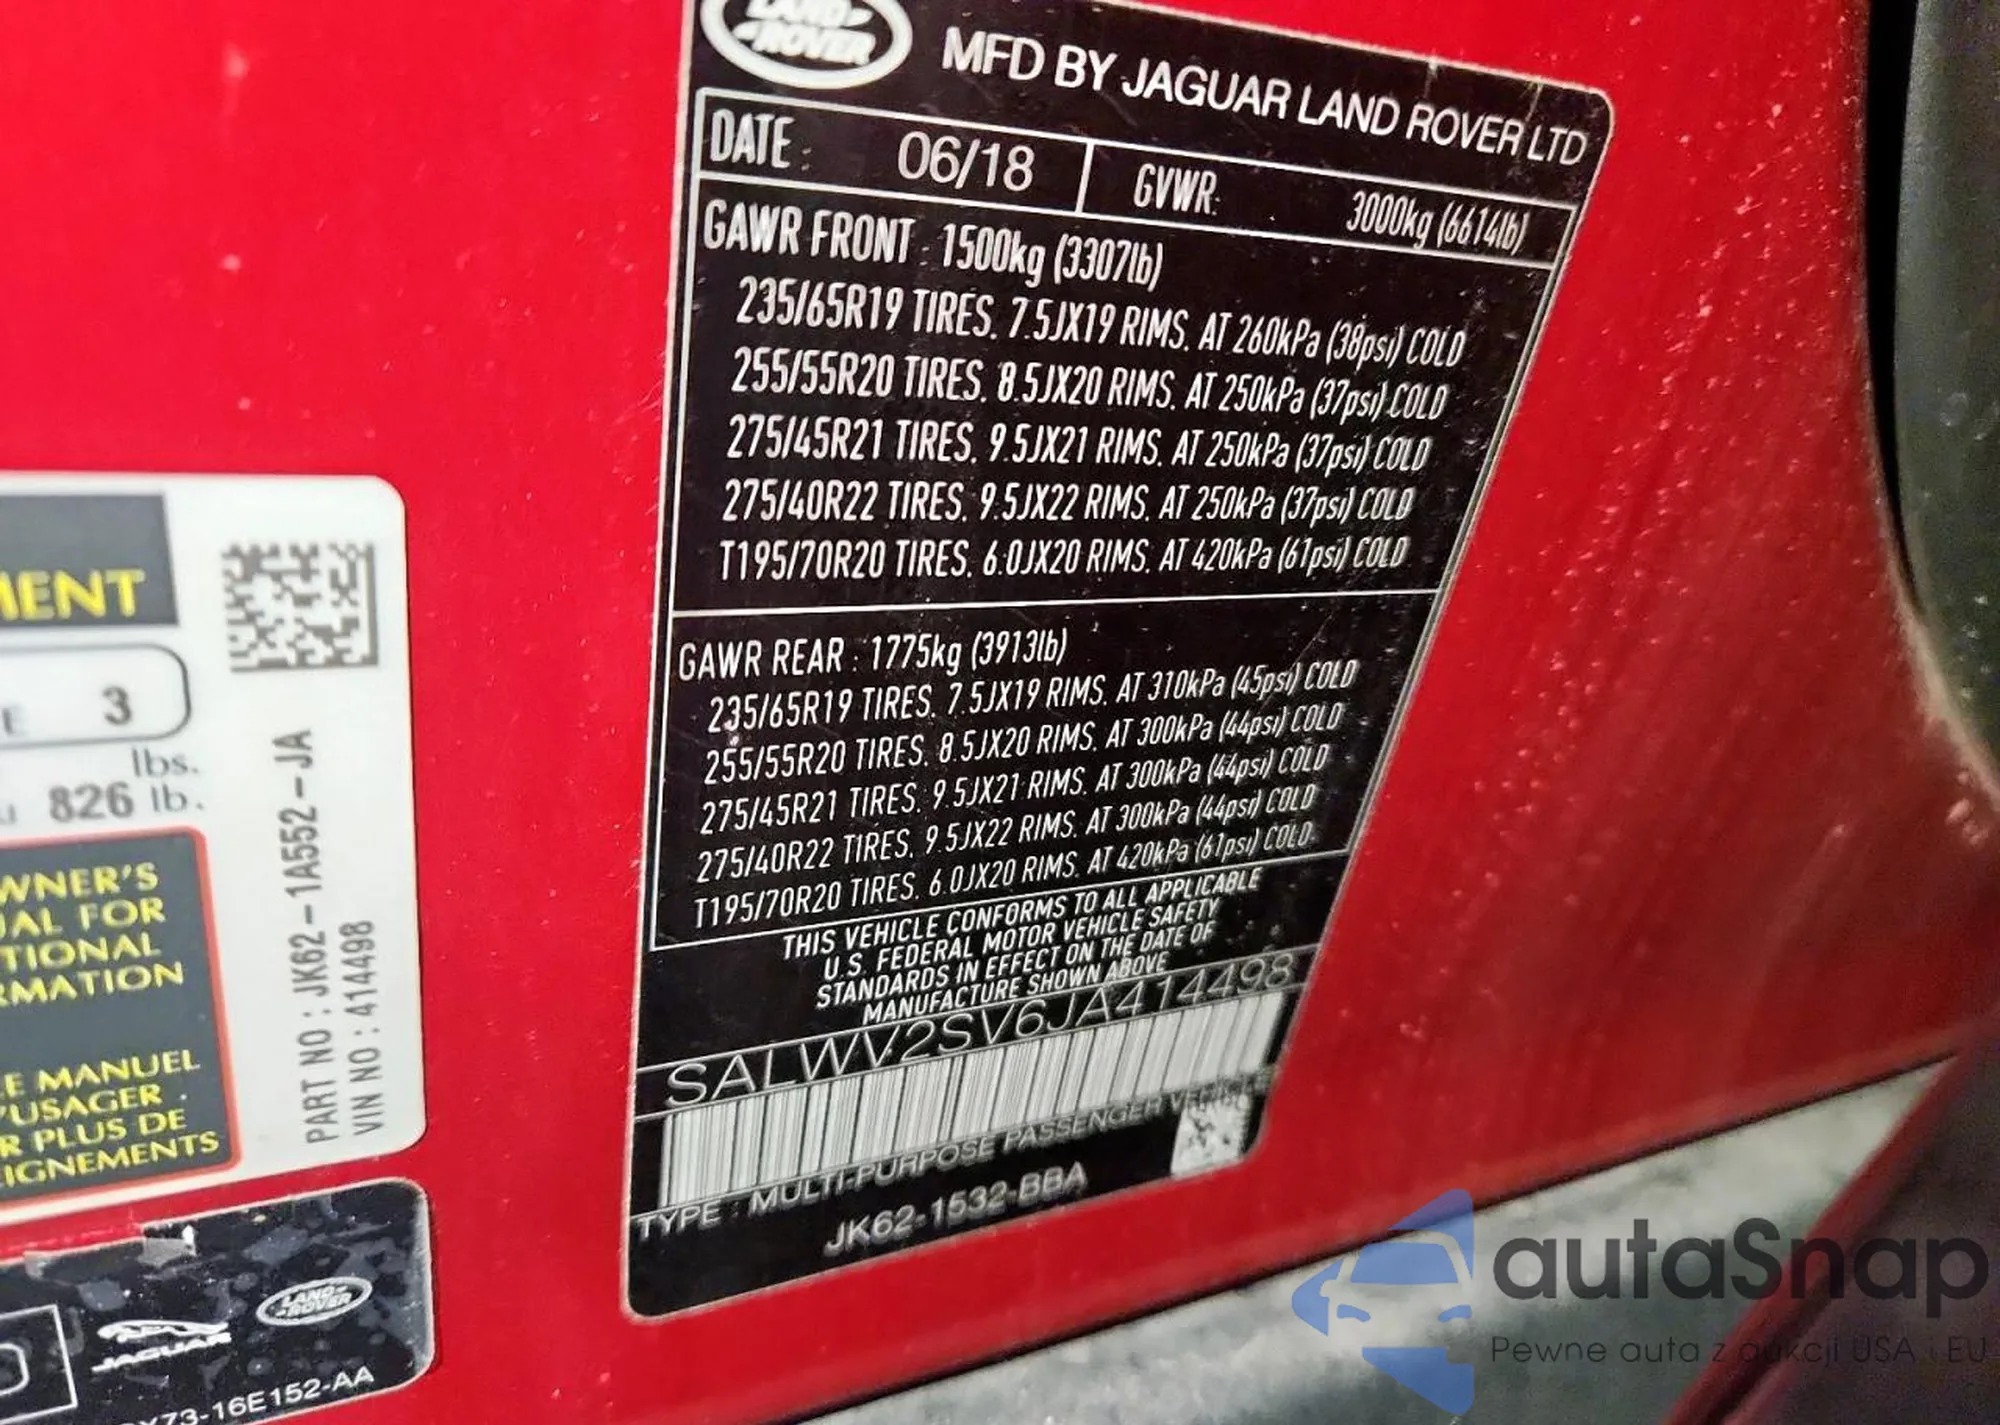 LAND-
-ROVER
MFD BY JAGUAR LAND ROVER LTD
DATE : 06/18 GVWR: 3000kg (6614lb)
GAWR FRONT : 1500kg (3307lb)
235/65R19 TIRES. 7.5JX19 RIMS. AT 260kPa (38psi) COLD
255/55R20 TIRES. 8.5JX20 RIMS. AT 250kPa (37psi) COLD
275/45R21 TIRES. 9.5JX21 RIMS. AT 250kPa (37psi) COLD
275/40R22 TIRES. 9.5JX22 RIMS. AT 250kPa (37psi) COLD
T195/70R20 TIRES. 6.0JX20 RIMS. AT 420kPa (61psi) COLD
GAWR REAR : 1775kg (3913lb)
235/65R19 TIRES. 7.5JX19 RIMS. AT 310kPa (45psi) COLD
255/55R20 TIRES. 8.5JX20 RIMS. AT 300kPa (44psi) COLD
275/45R21 TIRES. 9.5JX21 RIMS. AT 300kPa (44psi) COLD
275/40R22 TIRES. 9.5JX22 RIMS. AT 300kPa (44psi) COLD
T195/70R20 TIRES. 6.0JX20 RIMS. AT 420kPa (61psi) COLD
THIS VEHICLE CONFORMS TO ALL APPLICABLE
U.S. FEDERAL MOTOR VEHICLE SAFETY
STANDARDS IN EFFECT ON THE DATE OF
MANUFACTURE SHOWN ABOVE
SALWV2SV6JA414498
TYPE : MULTI-PURPOSE PASSENGER VEHICLE
JK62-1532-BBA
MENT
E 3
lbs.
826 lb.
WNER'S
UAL FOR
TIONAL
RMATION
E MANUEL
'USAGER
R PLUS DE
EIGNEMENTS
PART NO : JK62-1A552-JA
VIN NO : 414498
JAGUAR
LAND-
-ROVER
73-16E152-AA
autaSnap
Pewne auta z aukcji USA i EU